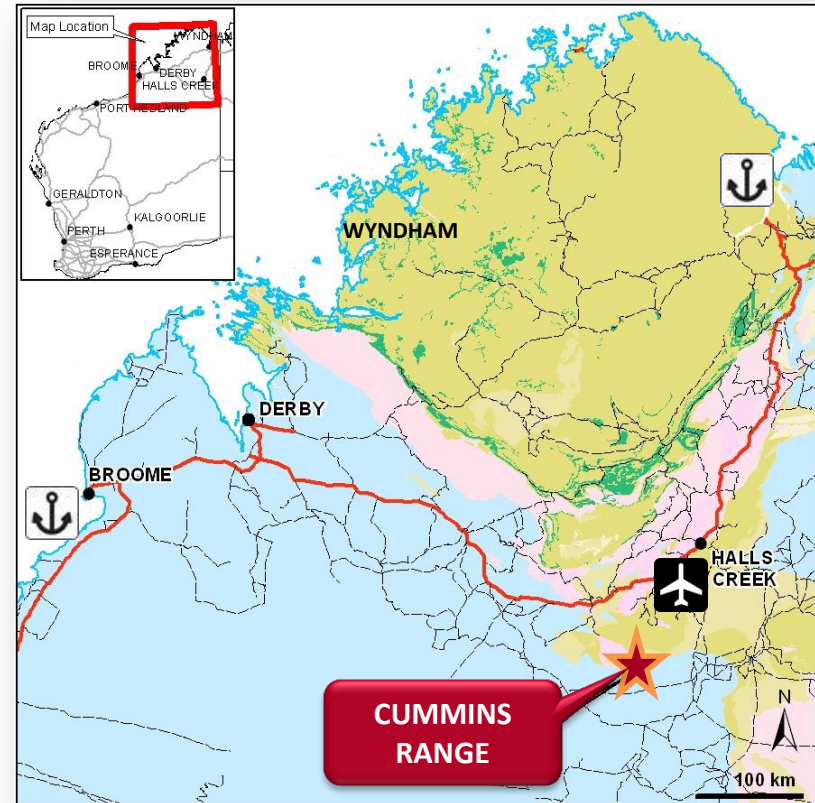 Map Location
WYNDHAM
BROOME
DERBY
HALLS CREEK
PORT HEDLAND
GERALDTON
KALGOORLIE
PERTH
ESPERANCE
WYNDHAM
DERBY
BROOME
HALLS
CREEK
CUMMINS
RANGE
N
100 km